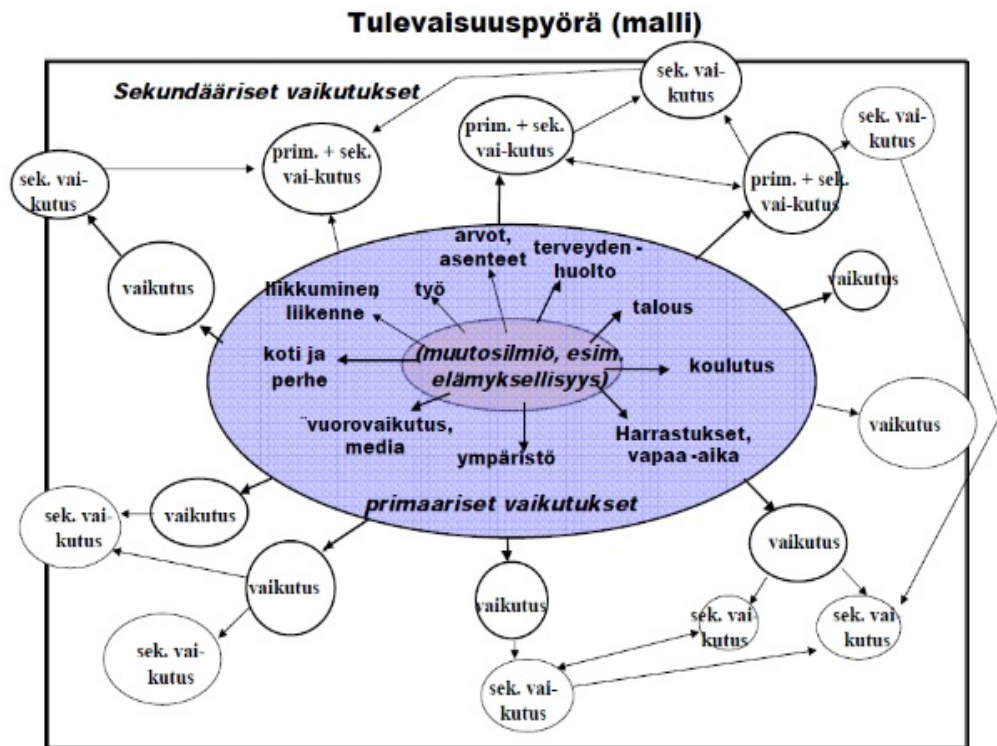 Tulevaisuuspyörä (malli)
Sekundääriset vaikutukset
sek. vai-
kutus
sek. vai-
kutus
prim. + sek.
vai-kutus
prim. + sek.
vai-kutus
sek. vai-
kutus
prim. + sek.
vai-kutus
vaikutus
vaikutus
arvot,
asenteet
terveyden -
huolto
liikkuminen,
liikenne
työ
talous
koti ja
perhe
(muutosilmiö, esim.
elämyksellisyys)
koulutus
vuorovaikutus,
media
ympäristö
Harrastukset,
vapaa -aika
primaariset vaikutukset
vaikutus
sek. vai-
kutus
vaikutus
vaikutus
vaikutus
vaikutus
sek. vai-
kutus
sek. vai-
kutus
sek. vai-
kutus
sek. vai-
kutus